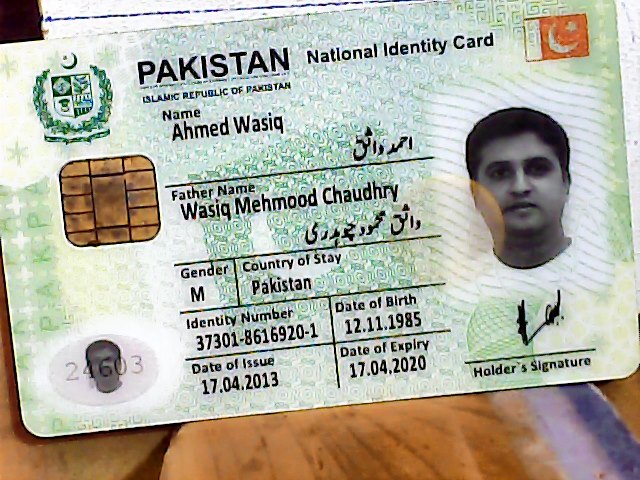 PAKISTAN National Identity Card
ISLAMIC REPUBLIC OF PAKISTAN
Name
Ahmed Wasiq
احمد واثق
Father Name
Wasiq Mehmood Chaudhry
واثق محمود چوہدری
Gender Country of Stay
M Pakistan
Identity Number Date of Birth
37301-8616920-1 12.11.1985
Date of Issue Date of Expiry
17.04.2013 17.04.2020
Holder's Signature